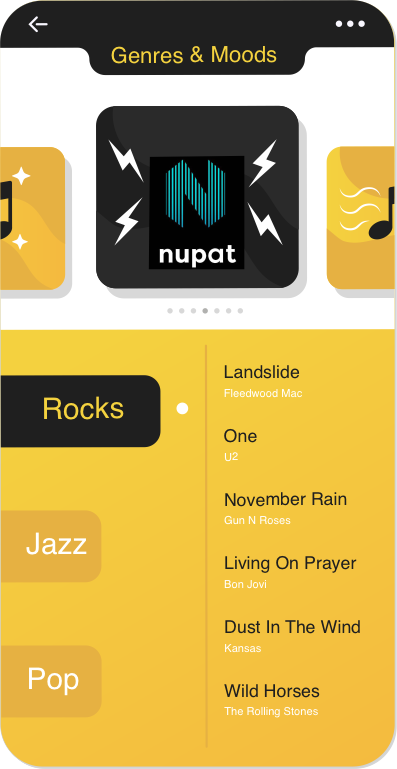 Genres & Moods
nupat
Rocks
Jazz
Pop
Landslide
Fleedwood Mac
One
U2
November Rain
Gun N Roses
Living On Prayer
Bon Jovi
Dust In The Wind
Kansas
Wild Horses
The Rolling Stones